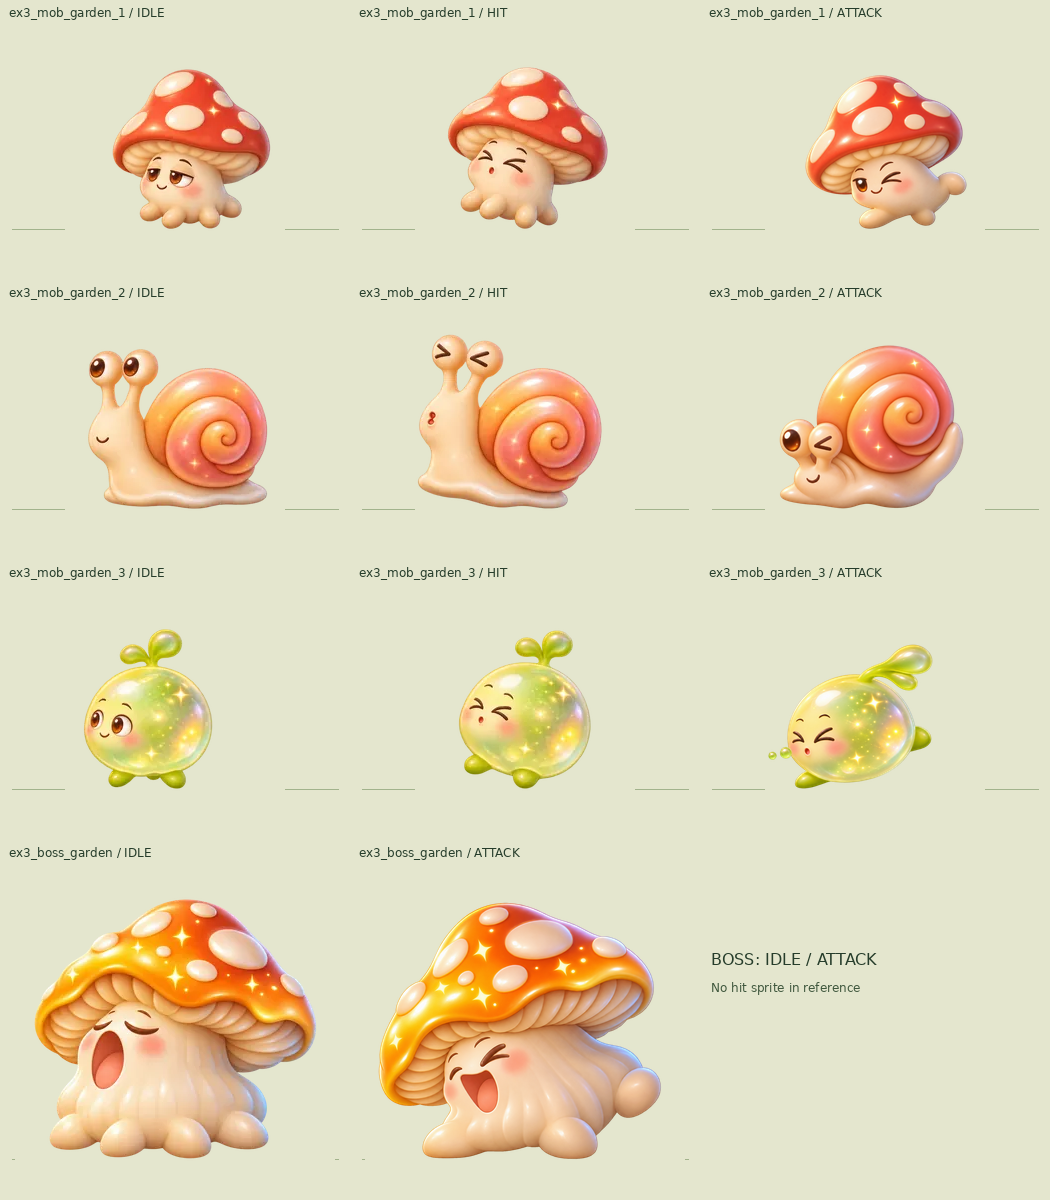 ex3_mob_garden_1 / IDLE
ex3_mob_garden_1 / HIT
ex3_mob_garden_1 / ATTACK
ex3_mob_garden_2 / IDLE
ex3_mob_garden_2 / HIT
ex3_mob_garden_2 / ATTACK
ex3_mob_garden_3 / IDLE
ex3_mob_garden_3 / HIT
ex3_mob_garden_3 / ATTACK
ex3_boss_garden / IDLE
ex3_boss_garden / ATTACK
BOSS: IDLE / ATTACK
No hit sprite in reference